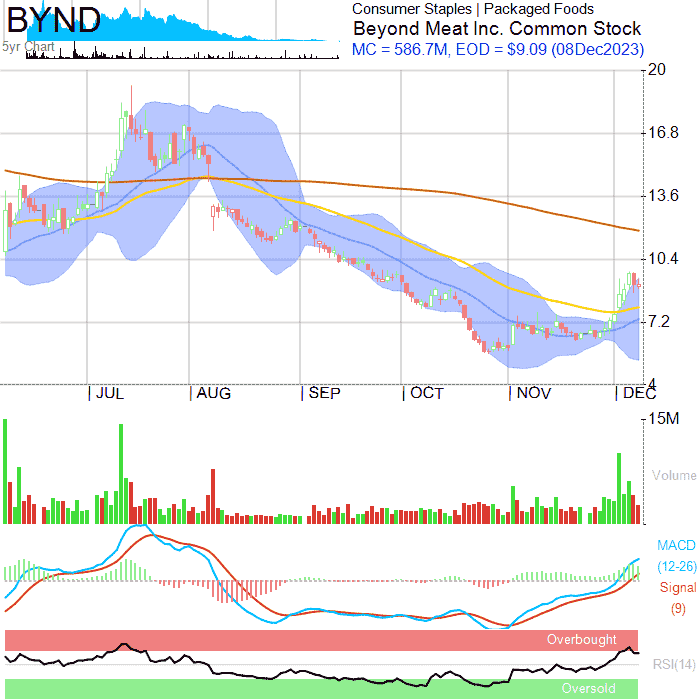 BYND
5yr Chart
Consumer Staples | Packaged Foods
Beyond Meat Inc. Common Stock
MC = 586.7M, EOD = $9.09 (08Dec2023)
20
16.8
13.6
10.4
7.2
4
JUL AUG SEP OCT NOV DEC
15M
Volume
MACD
(12-26)
Signal
(9)
Overbought
RSI(14)
Oversold